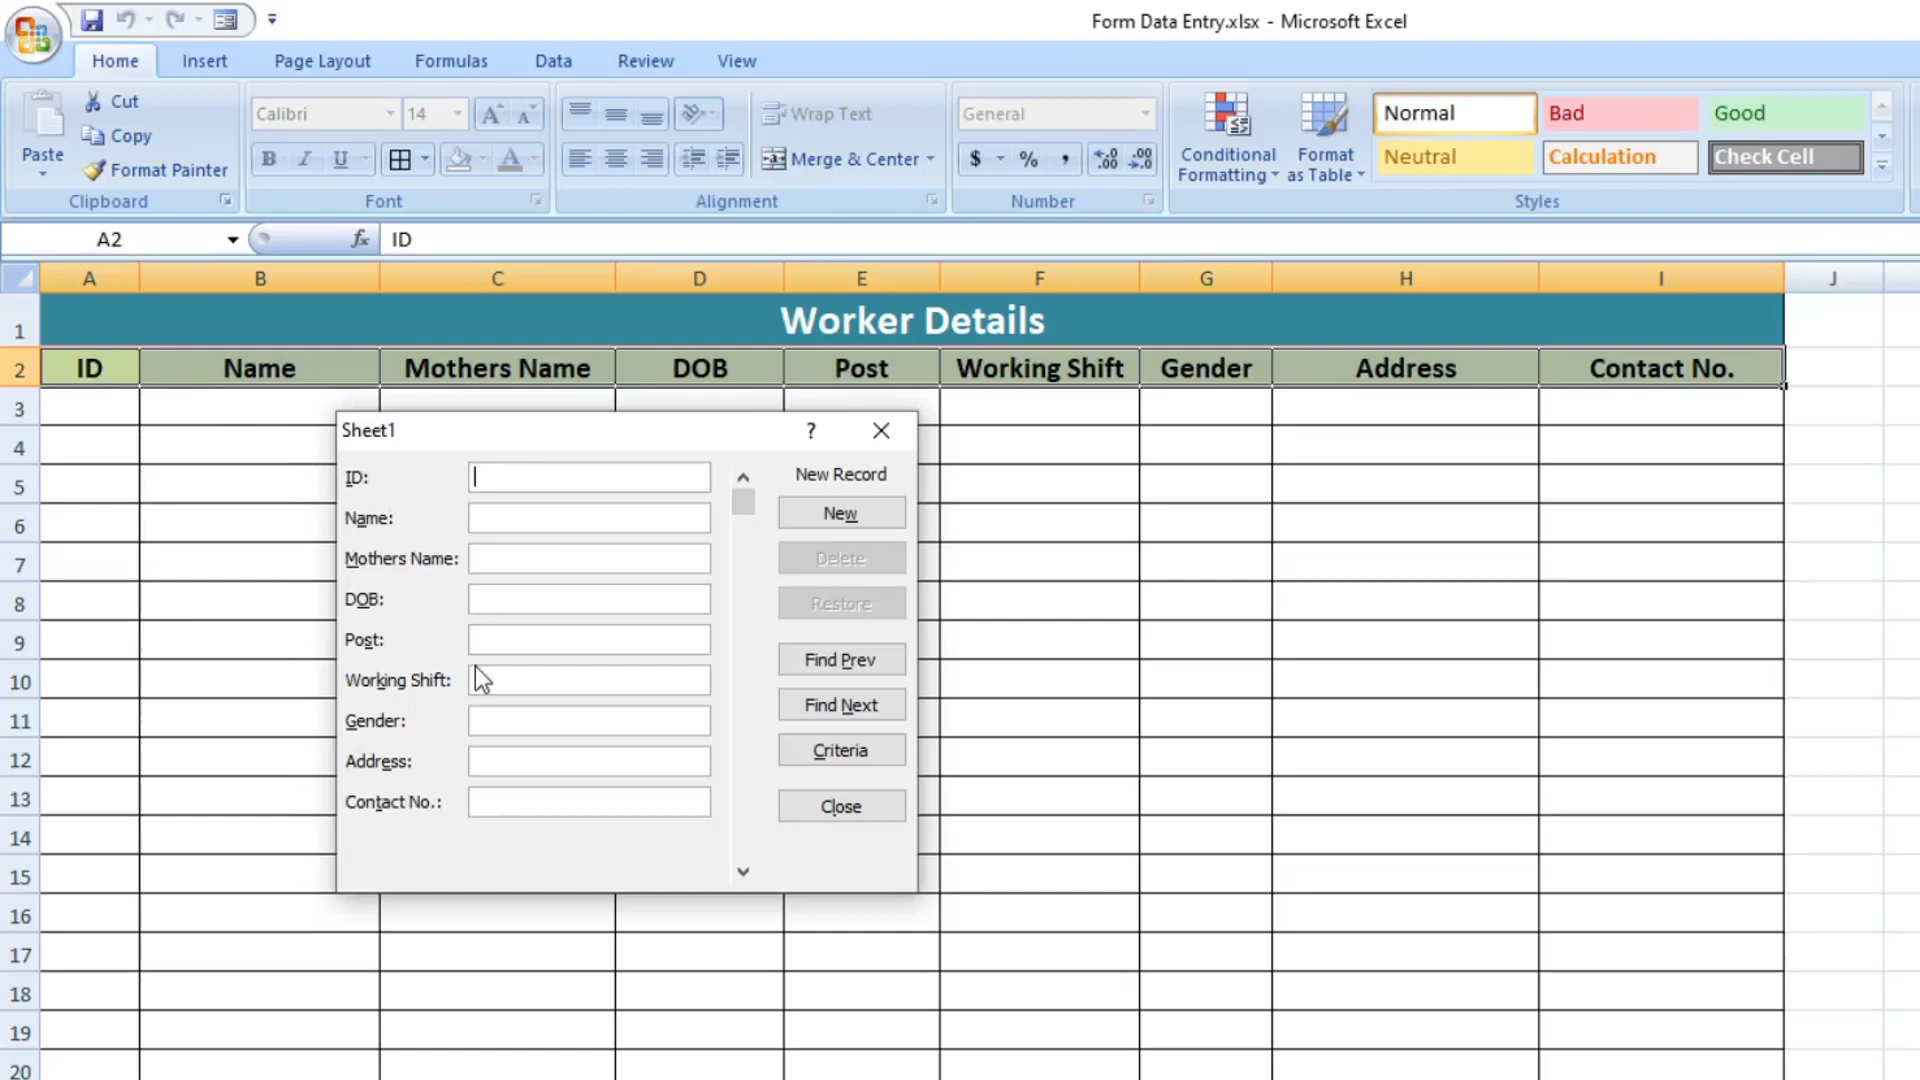 Form Data Entry.xlsx - Microsoft Excel
Home Insert Page Layout Formulas Data Review View
Paste
Cut
Copy
Format Painter
Clipboard
Calibri 14
B I U
Font
Wrap Text
Merge & Center
Alignment
General
$ % ,
Number
Conditional Formatting
Format as Table
Normal Bad Good
Neutral Calculation Check Cell
Styles
A2 fx ID
A B C D E F G H I J
1 Worker Details
2 ID Name Mothers Name DOB Post Working Shift Gender Address Contact No.
3
4
5
6
7
8
9
10
11
12
13
14
15
16
17
18
19
20
Sheet1 ?
ID:
Name:
Mothers Name:
DOB:
Post:
Working Shift:
Gender:
Address:
Contact No.:
New Record
New
Delete
Restore
Find Prev
Find Next
Criteria
Close